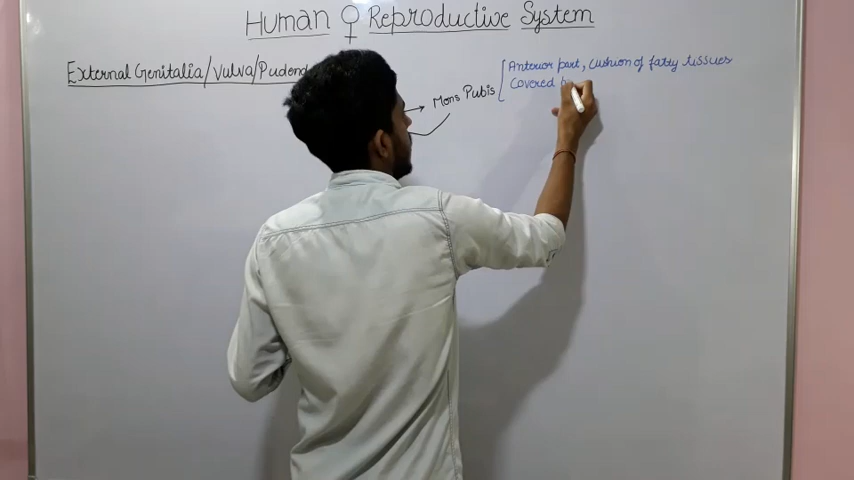 Human ♀ Reproductive System
External Genitalia/Vulva/Pudend
Mons Pubis
Anterior part, cushion of fatty tissues
Covered b